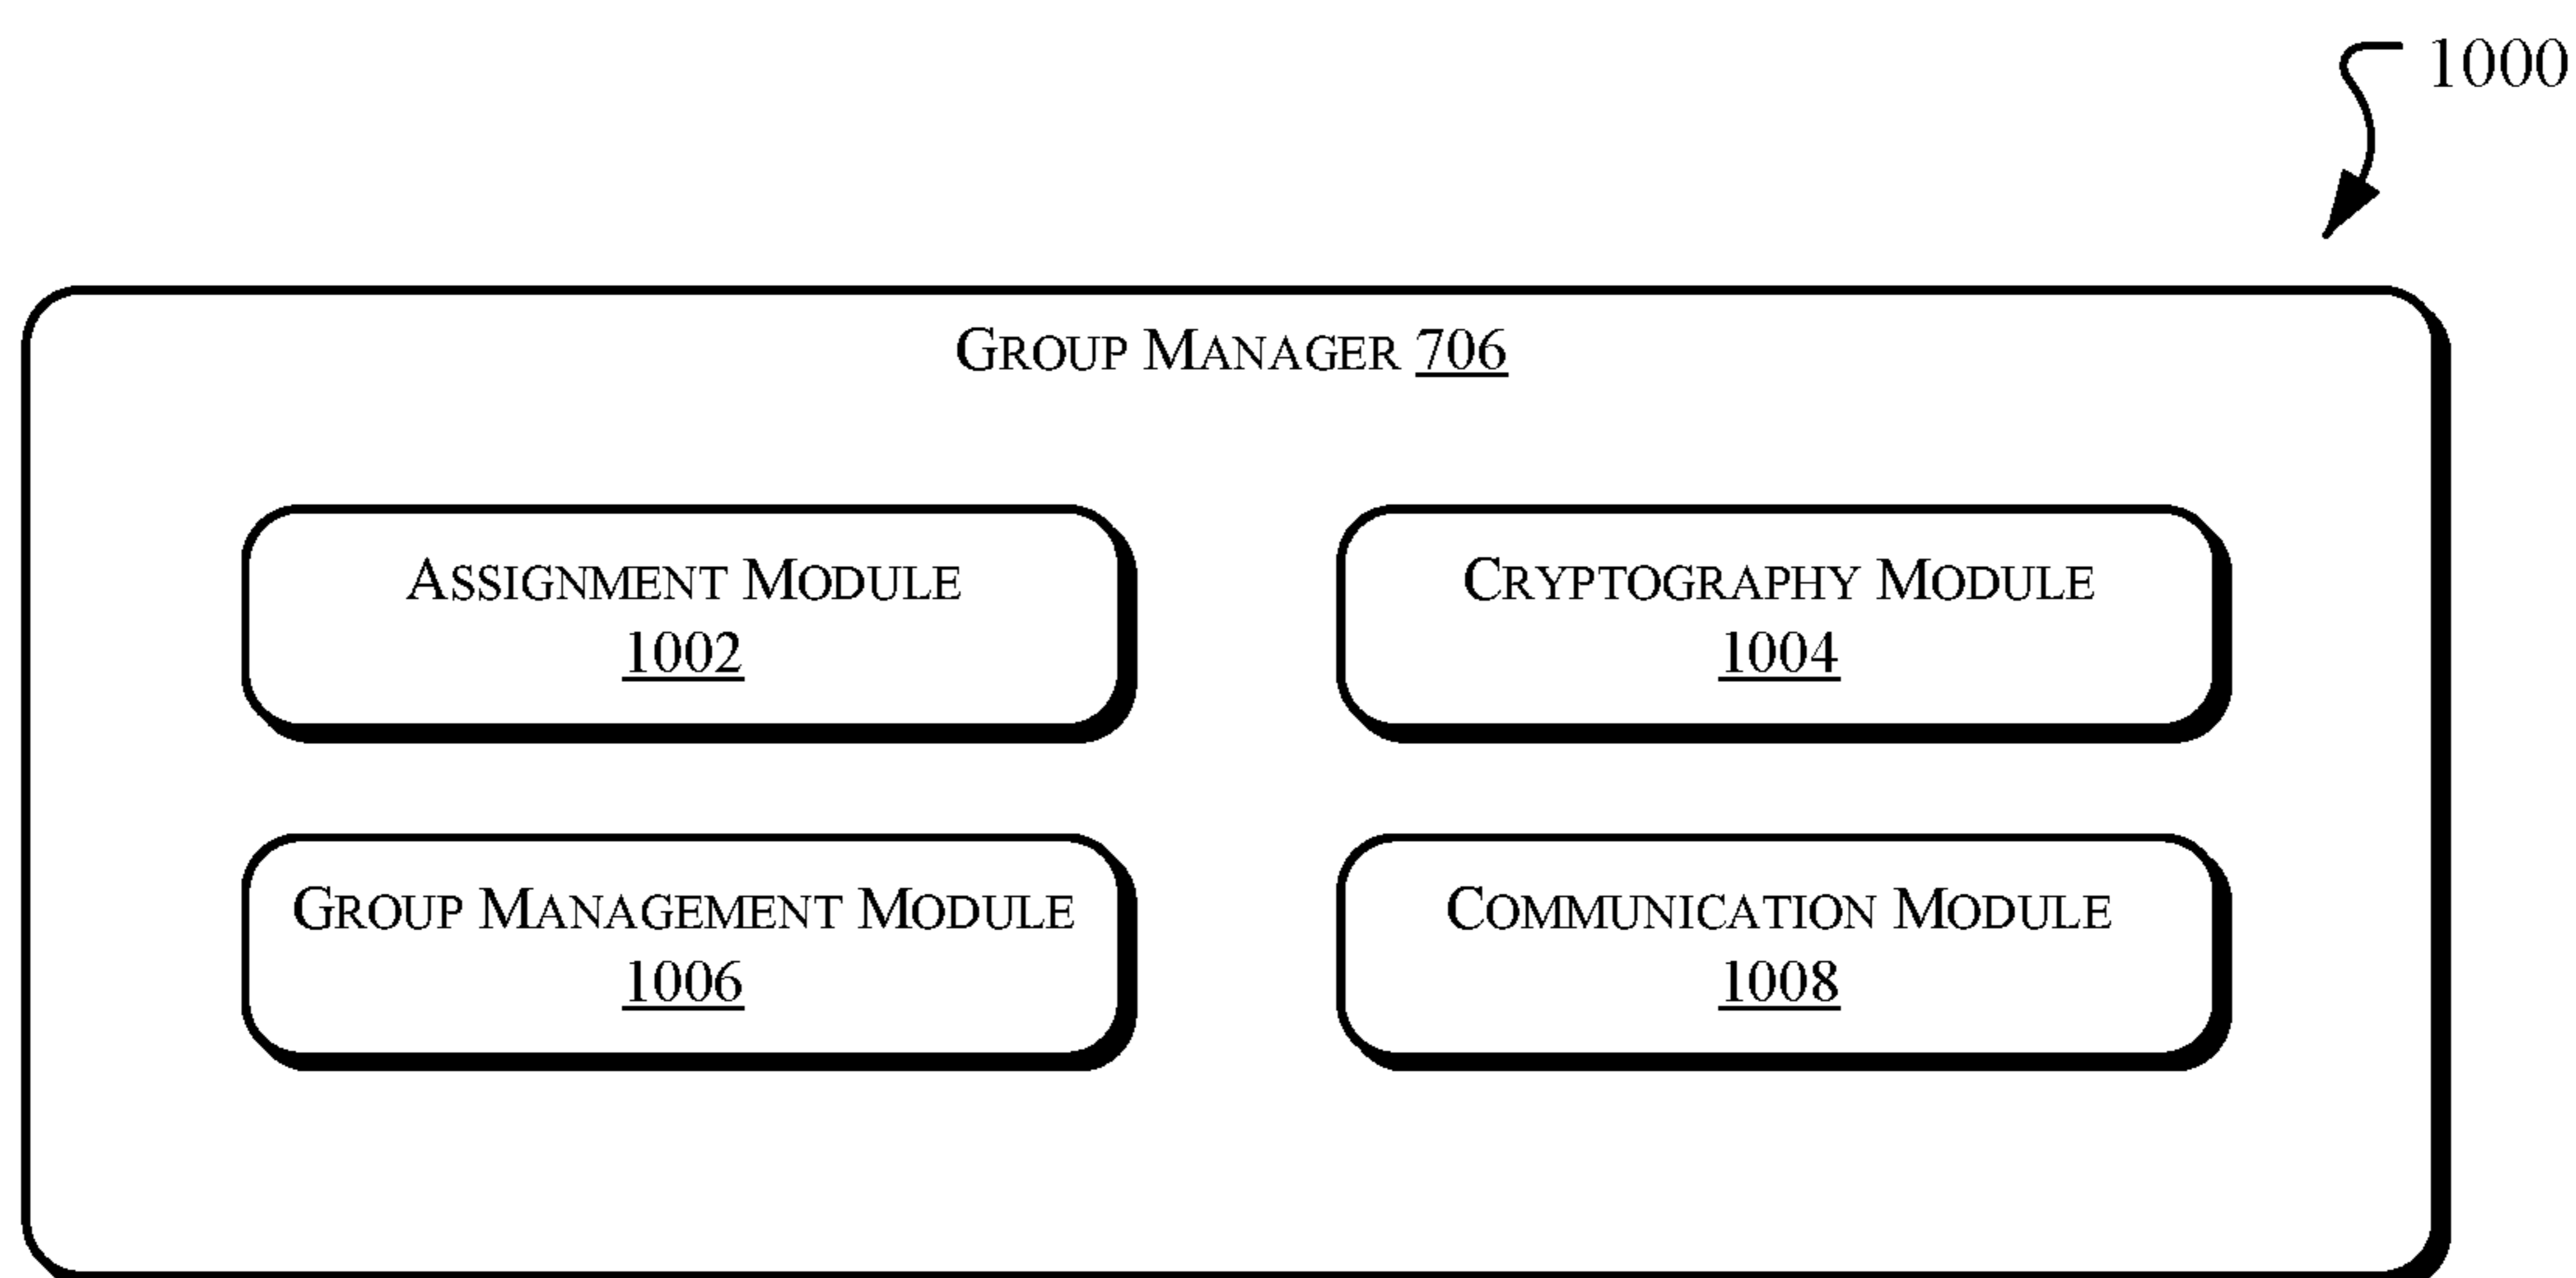 1000
GROUP MANAGER 706
ASSIGNMENT MODULE
1002
CRYPTOGRAPHY MODULE
1004
GROUP MANAGEMENT MODULE
1006
COMMUNICATION MODULE
1008